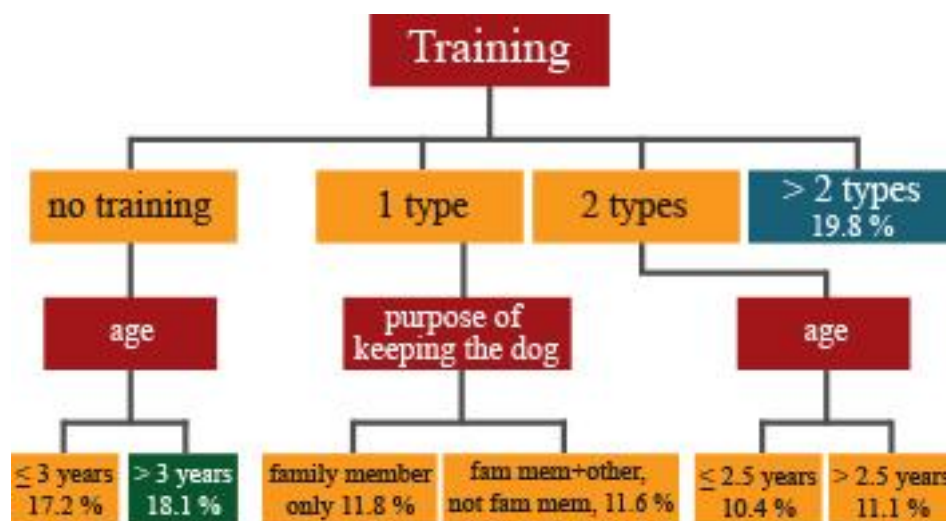 Training
no training
1 type
2 types
> 2 types
19.8 %
age
purpose of
keeping the dog
age
≤ 3 years
17.2 %
> 3 years
18.1 %
family member
only 11.8 %
fam mem+other,
not fam mem, 11.6 %
≤ 2.5 years
10.4 %
> 2.5 years
11.1 %